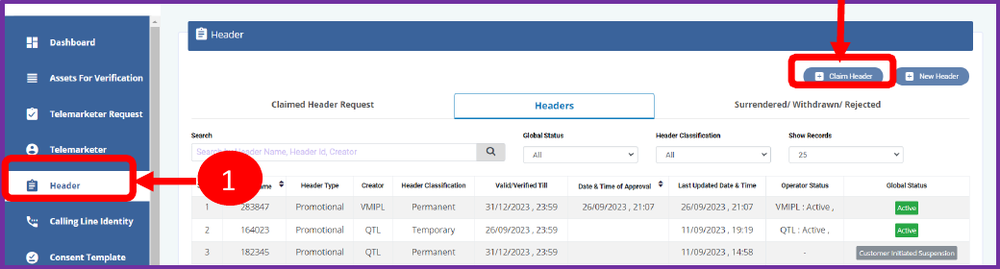 Dashboard
Assets For Verification
Telemarketer Request
Telemarketer
Header
Calling Line Identity
Consent Template
Header
Claim Header
New Header
Claimed Header Request
Headers
Surrendered/ Withdrawn/ Rejected
Search
Global Status
Header Classification
Show Records
Header Name, Header Id, Creator
All
All
25
1
Header Type Creator Header Classification Valid/Verified Till Date & Time of Approval Last Updated Date & Time Operator Status Global Status
1 283847 Promotional VMIPL Permanent 31/12/2023 , 23:59 26/09/2023 , 21:07 26/09/2023 , 21:07 VMIPL : Active , Active
2 164023 Promotional QTL Temporary 26/09/2023 , 23:59 11/09/2023 , 19:19 QTL : Active , Active
3 182345 Promotional QTL Permanent 31/12/2023 , 23:59 11/09/2023 , 14:58 - Customer Initiated Suspension